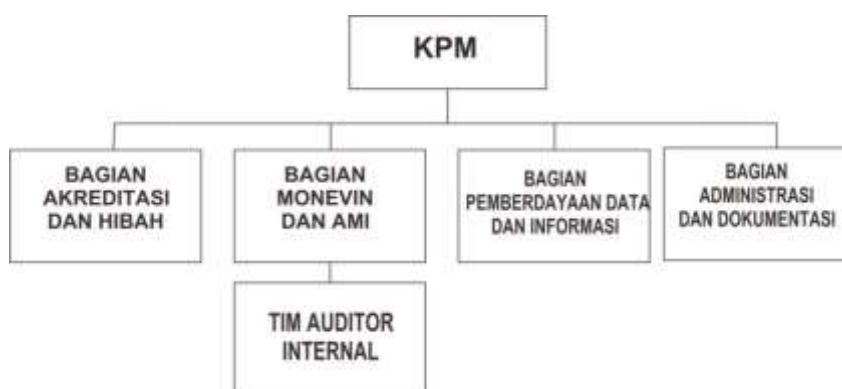 KPM
BAGIAN
AKREDITASI
DAN HIBAH
BAGIAN
MONEVIN
DAN AMI
BAGIAN
PEMBERDAYAAN DATA
DAN INFORMASI
BAGIAN
ADMINISTRASI
DAN DOKUMENTASI
TIM AUDITOR
INTERNAL